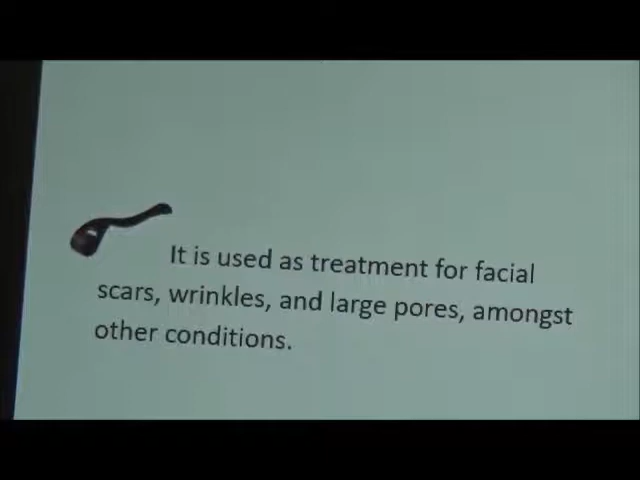 It is used as treatment for facial
scars, wrinkles, and large pores, amongst
other conditions.